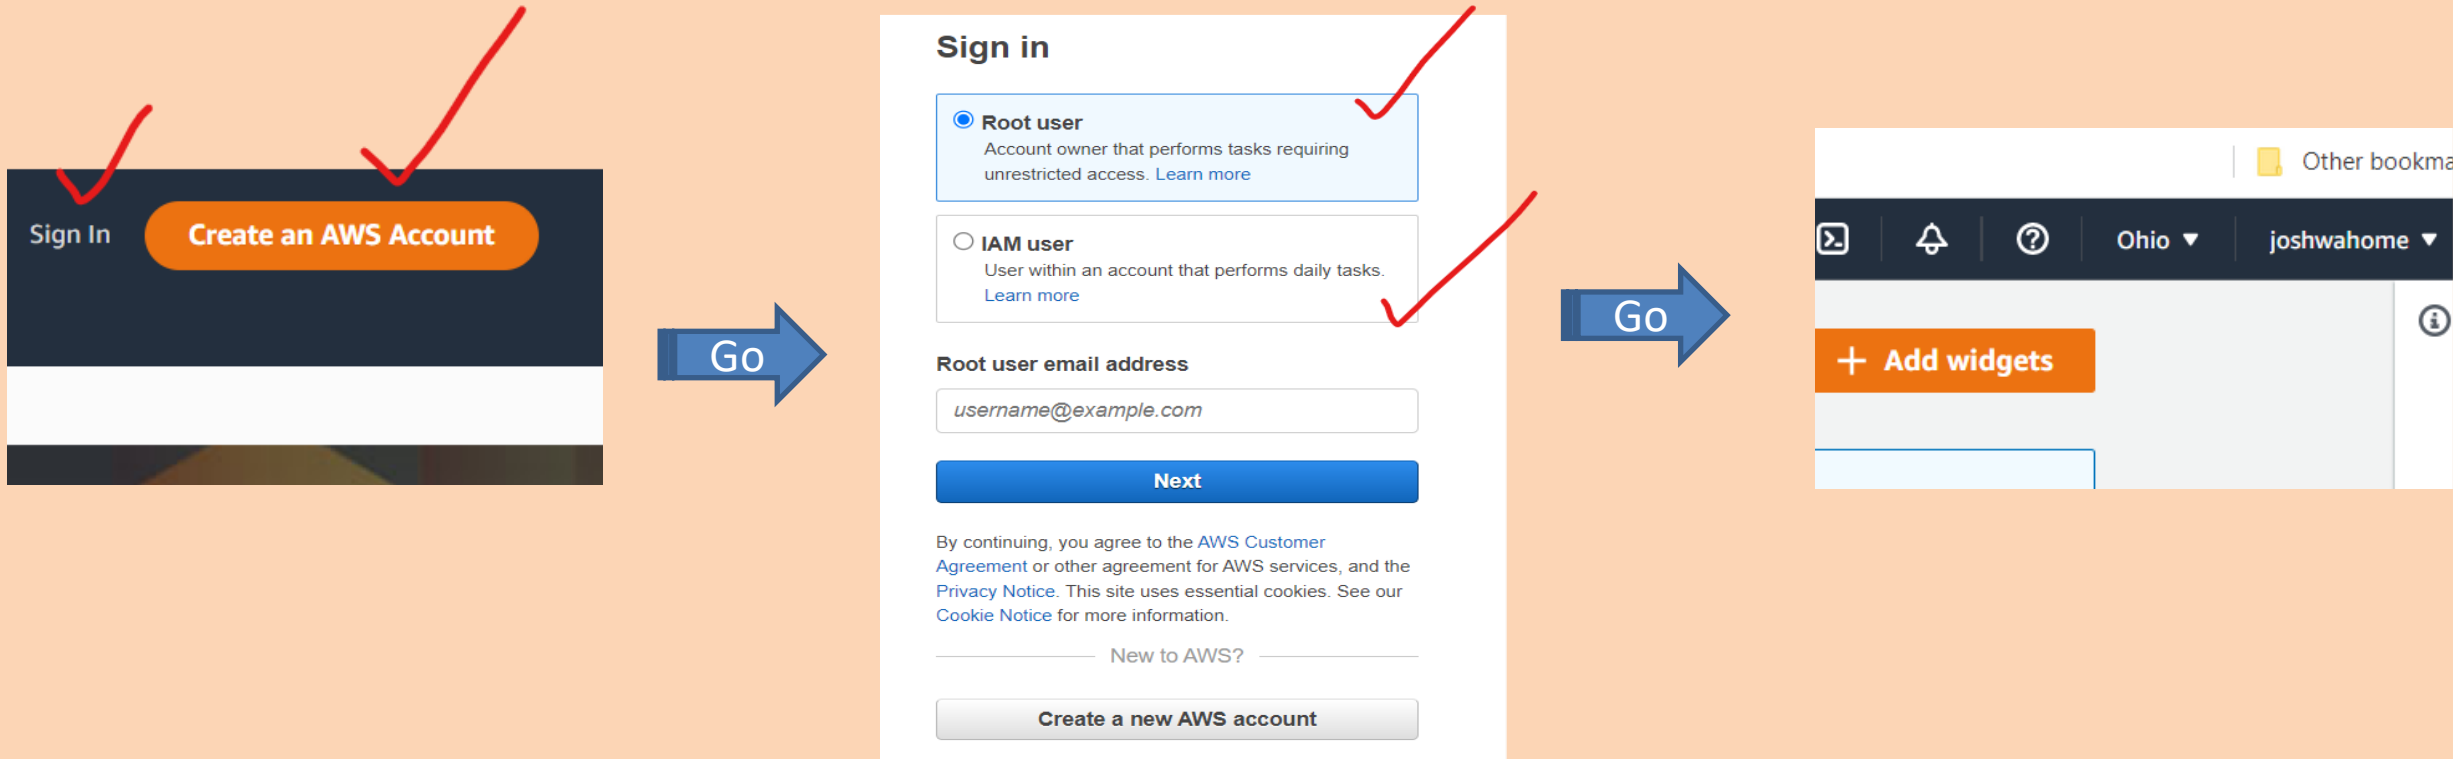 Sign In
Create an AWS Account
Go
Sign in
Root user
Account owner that performs tasks requiring
unrestricted access. Learn more
IAM user
User within an account that performs daily tasks.
Learn more
Root user email address
username@example.com
Next
By continuing, you agree to the AWS Customer
Agreement or other agreement for AWS services, and the
Privacy Notice. This site uses essential cookies. See our
Cookie Notice for more information.
New to AWS?
Create a new AWS account
Go
Other bookma
Ohio
joshwahome
+ Add widgets